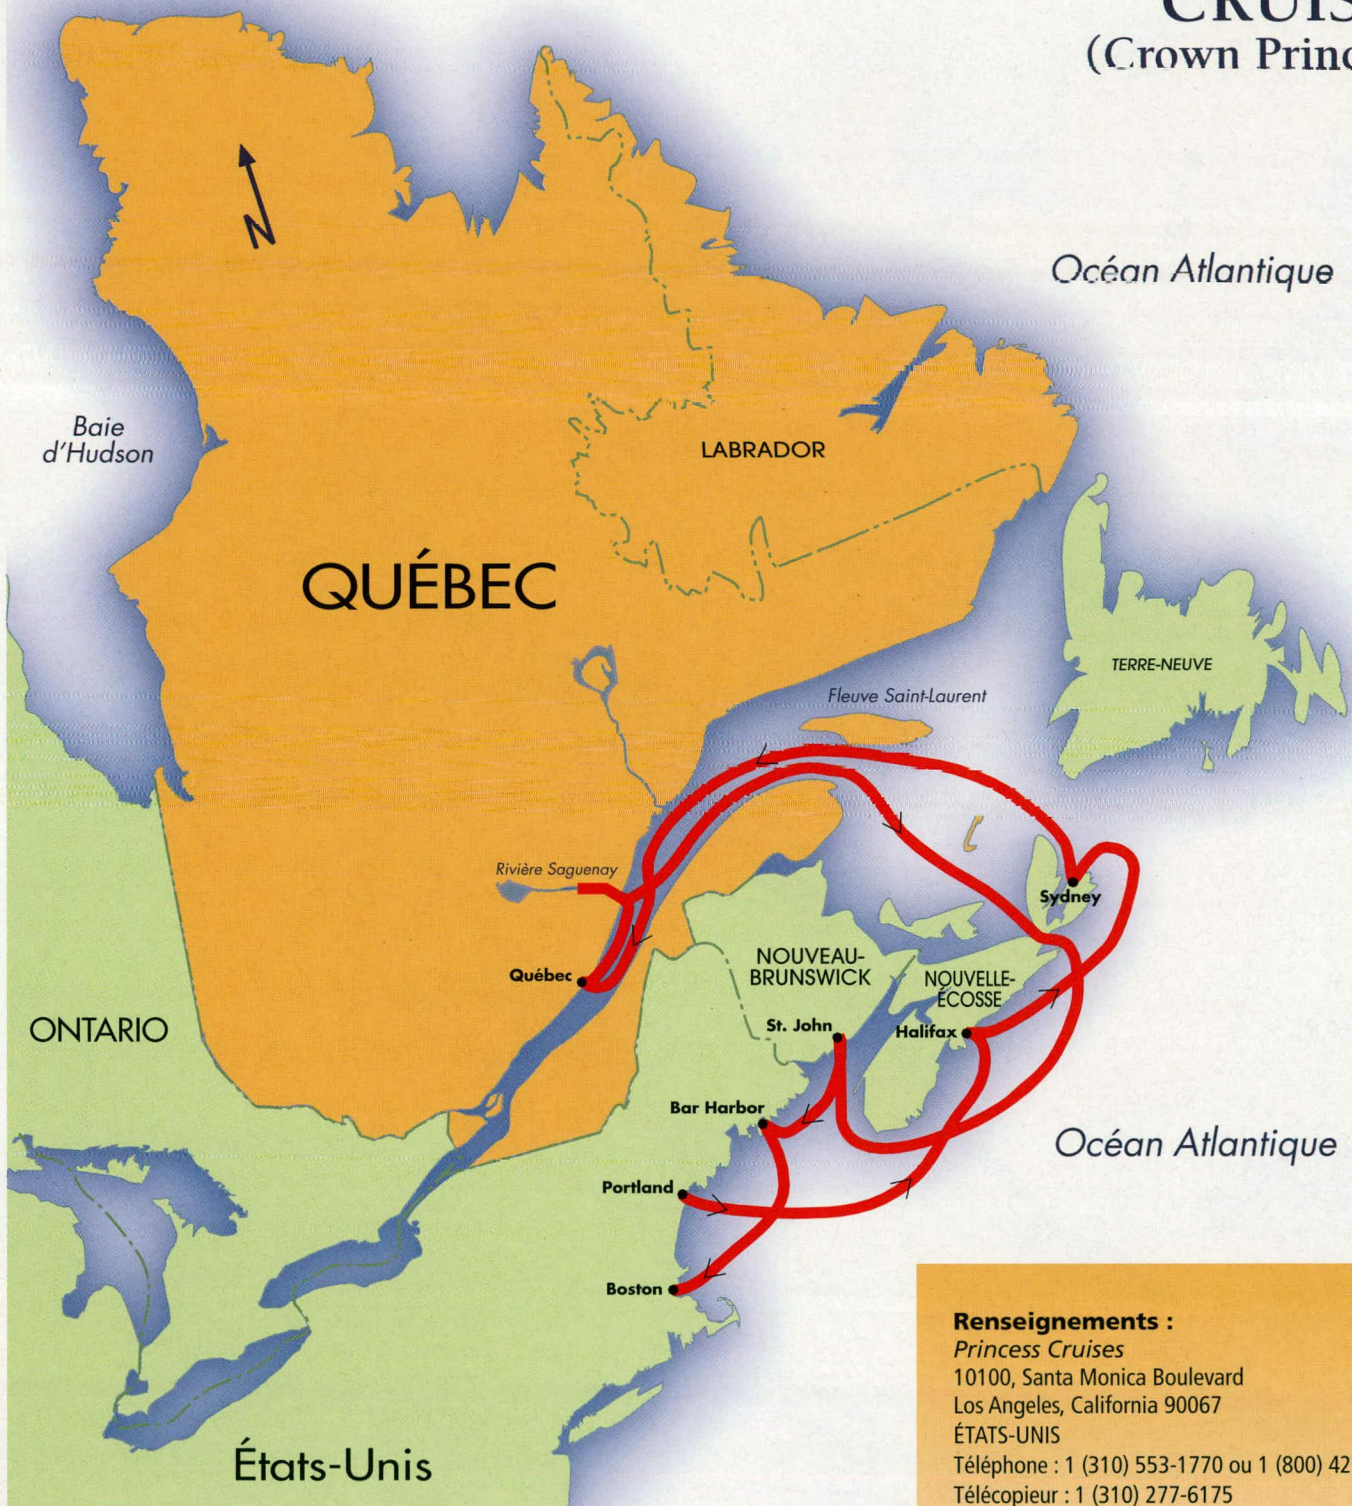 CRUIS
(Crown Princ
N
Océan Atlantique
Baie
d'Hudson
LABRADOR
QUÉBEC
TERRE-NEUVE
Fleuve Saint-Laurent
Rivière Saguenay
Sydney
Québec
NOUVEAU-
BRUNSWICK
NOUVELLE-
ÉCOSSE
ONTARIO
St. John
Halifax
Bar Harbor
Océan Atlantique
Portland
Boston
États-Unis
Renseignements :
Princess Cruises
10100, Santa Monica Boulevard
Los Angeles, California 90067
ÉTATS-UNIS
Téléphone : 1 (310) 553-1770 ou 1 (800) 42
Télécopieur : 1 (310) 277-6175